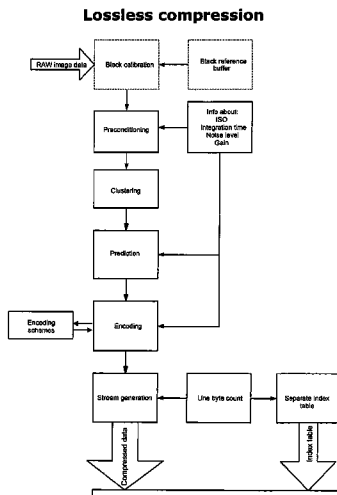 Lossless compression
RAW image data
Black calibration
Black reference
buffer
Preconditioning
Info about:
ISO
Integration time
Noise level
Gain
Clustering
Prediction
Encoding
schemes
Encoding
Stream generation
Line byte count
Separate index
table
Compressed data
Index table